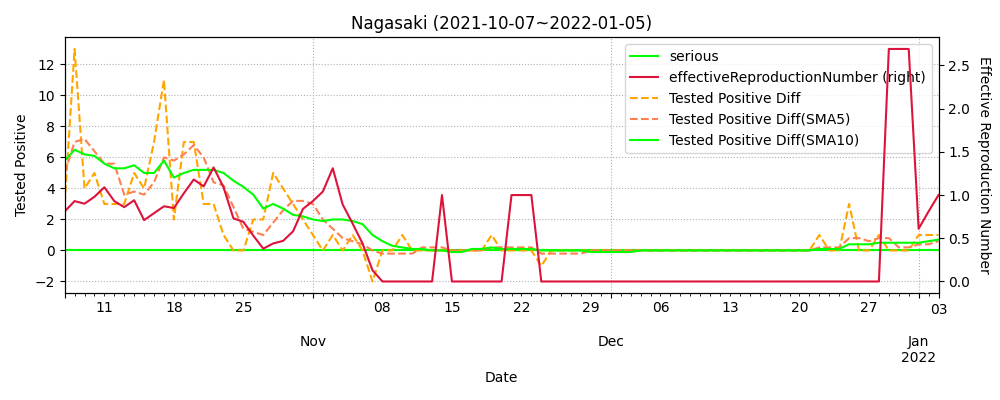 Nagasaki (2021-10-07~2022-01-05)
serious
effectiveReproductionNumber (right)
Tested Positive Diff
Tested Positive Diff(SMA5)
Tested Positive Diff(SMA10)
Tested Positive
12
10
8
6
4
2
0
−2
2.5
2.0
1.5
1.0
0.5
0.0
Effective Reproduction Number
11 18 25 08 15 22 29 06 13 20 27 03
Nov Dec Jan
2022
Date